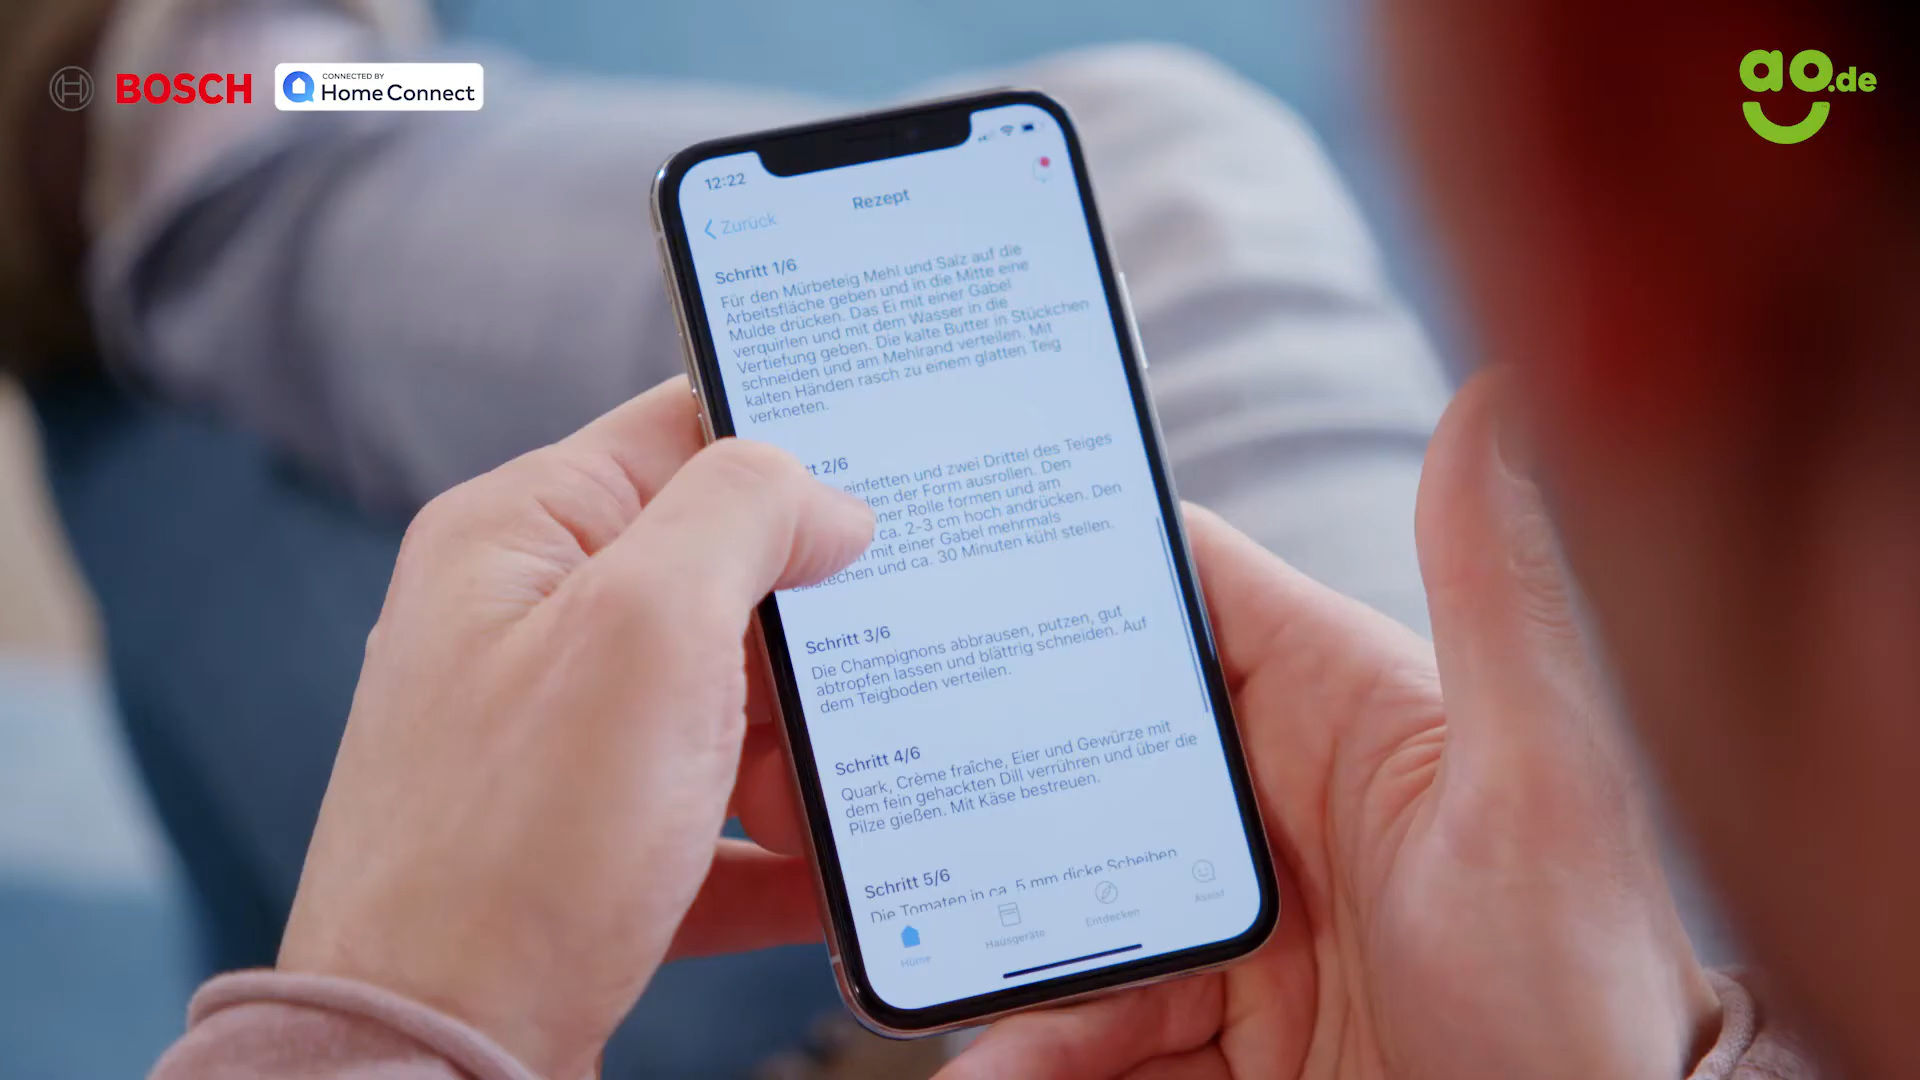 BOSCH
CONNECTED BY
Home Connect
ao.de
12:22
Rezept
Zurück
Schritt 1/6
Für den Mürbeteig Mehl und Salz auf die
Arbeitsfläche geben und in die Mitte eine
Mulde drücken. Das Ei mit einer Gabel
verquirlen und mit dem Wasser in die
Vertiefung geben. Die kalte Butter in Stückchen
schneiden und am Mehlrand verteilen. Mit
kalten Händen rasch zu einem glatten Teig
verkneten.
2/6
einfetten und zwei Drittel des Teiges
der Form ausrollen. Den
Rolle formen und am
ca. 2-3 cm hoch andrücken. Den
mit einer Gabel mehrmals
und ca. 30 Minuten kühl stellen.
Schritt 3/6
Die Champignons abbrausen, putzen, gut
abtropfen lassen und blättrig schneiden. Auf
dem Teigboden verteilen.
Schritt 4/6
Quark, Crème fraîche, Eier und Gewürze mit
dem fein gehackten Dill verrühren und über die
Pilze gießen. Mit Käse bestreuen.
Schritt 5/6
Die Tomaten in ca. 5 mm dicke Scheiben
Home
Hausgeräte
Entdecken
Assist